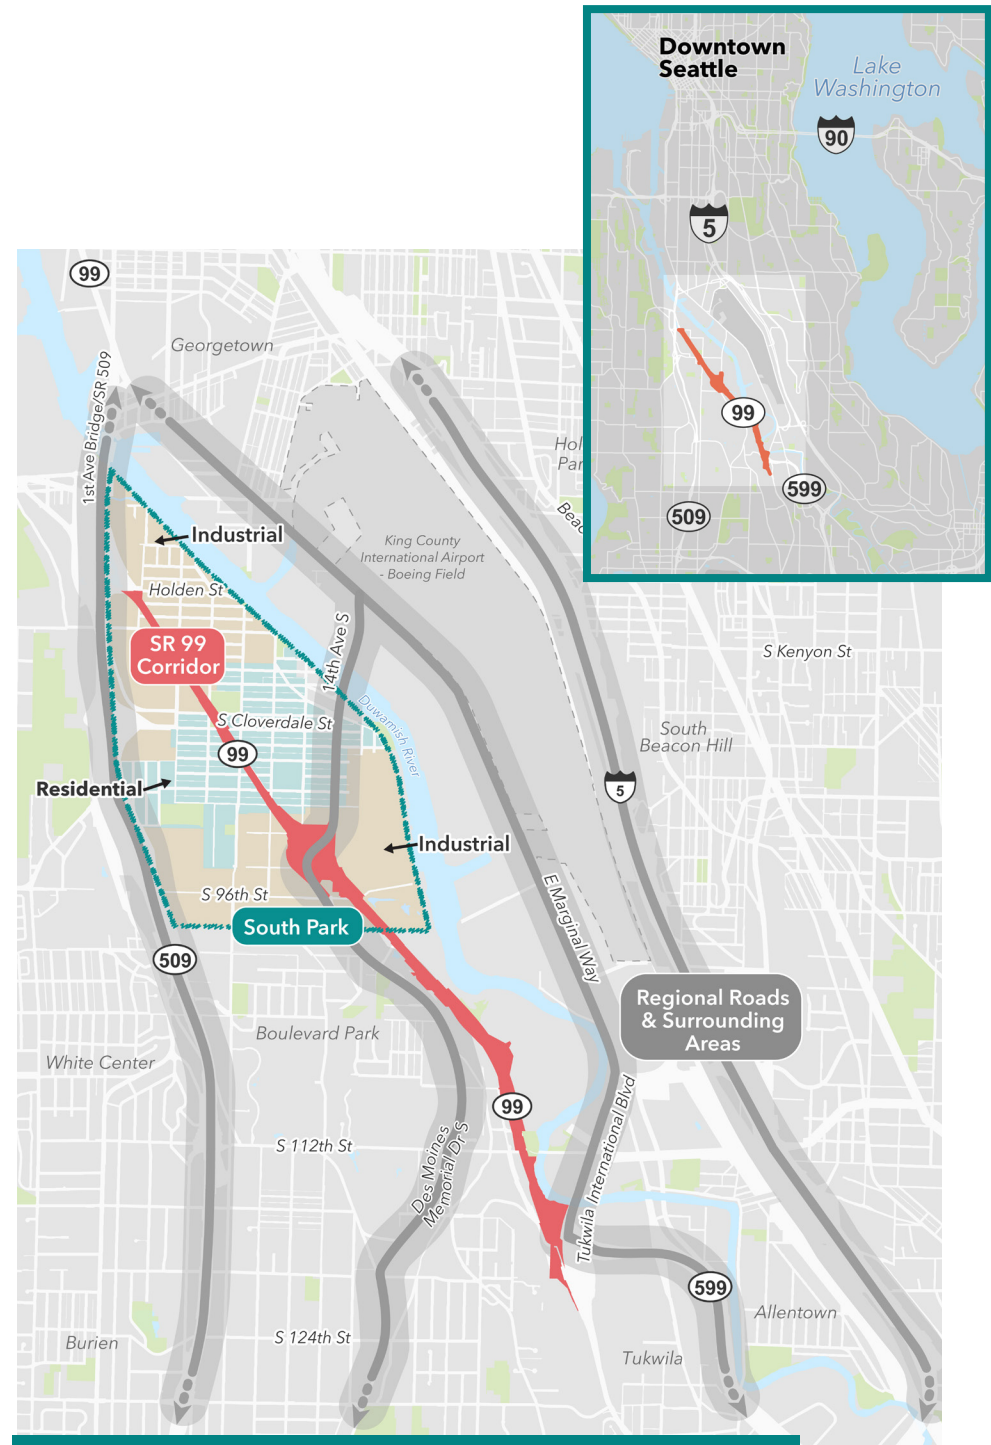 Downtown
Seattle
Lake
Washington
90
5
99
599
509
99
Georgetown
1st Ave Bridge/SR 509
Industrial
King County
International Airport
- Boeing Field
Holden St
14th Ave S
SR 99
Corridor
S Kenyon St
S Cloverdale St
Duwamish River
South
Beacon Hill
99
5
Residential
Industrial
S 96th St
E Marginal Way
South Park
509
Regional Roads
& Surrounding
Areas
Boulevard Park
White Center
99
Tukwila International Blvd
S 112th St
Des Moines
Memorial Dr S
599
Allentown
S 124th St
Burien
Tukwila